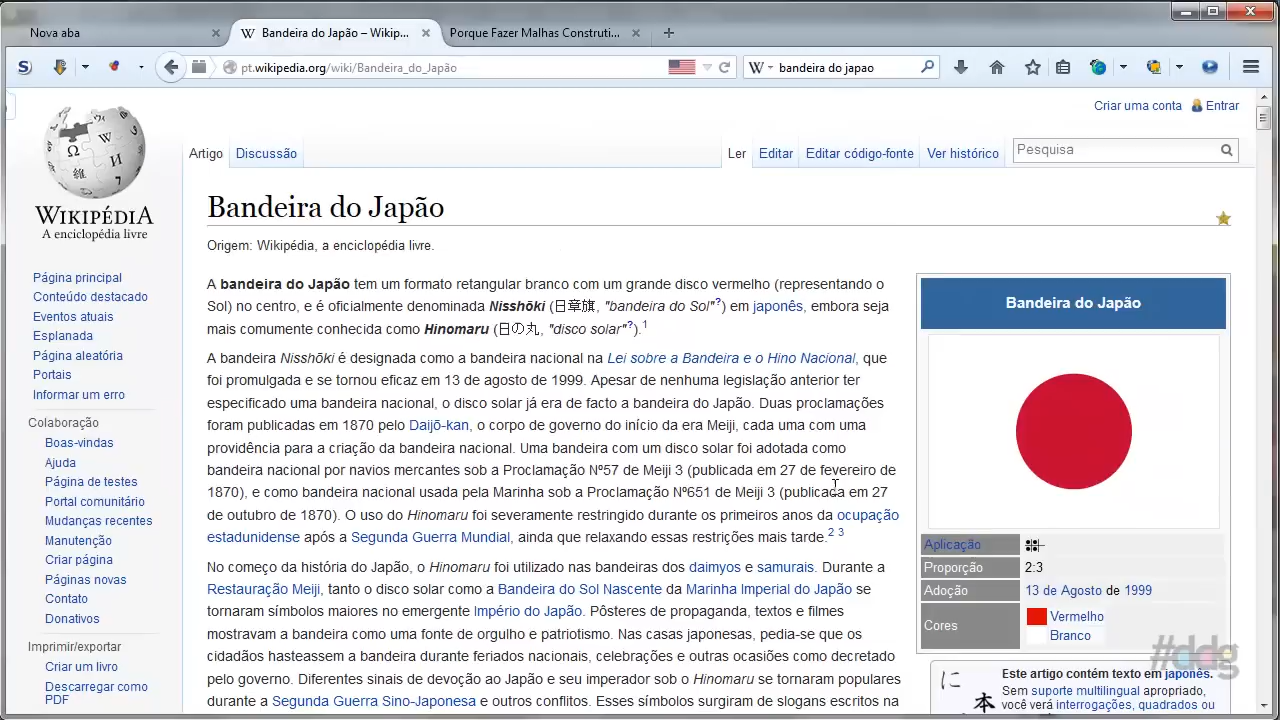 Nova aba
Bandeira do Japão – Wikip...
Porque Fazer Malhas Construti...
pt.wikipedia.org/wiki/Bandeira_do_Japão
bandeira do japao
Criar uma conta
Entrar
Artigo
Discussão
Ler
Editar
Editar código-fonte
Ver histórico
Pesquisa
WIKIPÉDIA
A enciclopédia livre
Página principal
Conteúdo destacado
Eventos atuais
Esplanada
Página aleatória
Portais
Informar um erro
Colaboração
Boas-vindas
Ajuda
Página de testes
Portal comunitário
Mudanças recentes
Manutenção
Criar página
Páginas novas
Contato
Donativos
Imprimir/exportar
Criar um livro
Descarregar como
PDF
Bandeira do Japão
Origem: Wikipédia, a enciclopédia livre.
A bandeira do Japão tem um formato retangular branco com um grande disco vermelho (representando o
Sol) no centro, e é oficialmente denominada Nisshōki (日章旗, "bandeira do Sol"?) em japonês, embora seja
mais comumente conhecida como Hinomaru (日の丸, "disco solar"?).1
A bandeira Nisshōki é designada como a bandeira nacional na Lei sobre a Bandeira e o Hino Nacional, que
foi promulgada e se tornou eficaz em 13 de agosto de 1999. Apesar de nenhuma legislação anterior ter
especificado uma bandeira nacional, o disco solar já era de facto a bandeira do Japão. Duas proclamações
foram publicadas em 1870 pelo Daijō-kan, o corpo de governo do início da era Meiji, cada uma com uma
providência para a criação da bandeira nacional. Uma bandeira com um disco solar foi adotada como
bandeira nacional por navios mercantes sob a Proclamação Nº57 de Meiji 3 (publicada em 27 de fevereiro de
1870), e como bandeira nacional usada pela Marinha sob a Proclamação Nº651 de Meiji 3 (publicada em 27
de outubro de 1870). O uso do Hinomaru foi severamente restringido durante os primeiros anos da ocupação
estadunidense após a Segunda Guerra Mundial, ainda que relaxando essas restrições mais tarde.2 3
No começo da história do Japão, o Hinomaru foi utilizado nas bandeiras dos daimyos e samurais. Durante a
Restauração Meiji, tanto o disco solar como a Bandeira do Sol Nascente da Marinha Imperial do Japão se
tornaram símbolos maiores no emergente Império do Japão. Pôsteres de propaganda, textos e filmes
mostravam a bandeira como uma fonte de orgulho e patriotismo. Nas casas japonesas, pedia-se que os
cidadãos hasteassem a bandeira durante feriados nacionais, celebrações e outras ocasiões como decretado
pelo governo. Diferentes sinais de devoção ao Japão e seu imperador sob o Hinomaru se tornaram populares
durante a Segunda Guerra Sino-Japonesa e outros conflitos. Esses símbolos surgiram de slogans escritos na
Bandeira do Japão
Aplicação
Proporção 2:3
Adoção 13 de Agosto de 1999
Cores Vermelho
Branco
に
本
Este artigo contém texto em japonês.
Sem suporte multilingual apropriado,
você verá interrogações, quadrados ou
#ddg